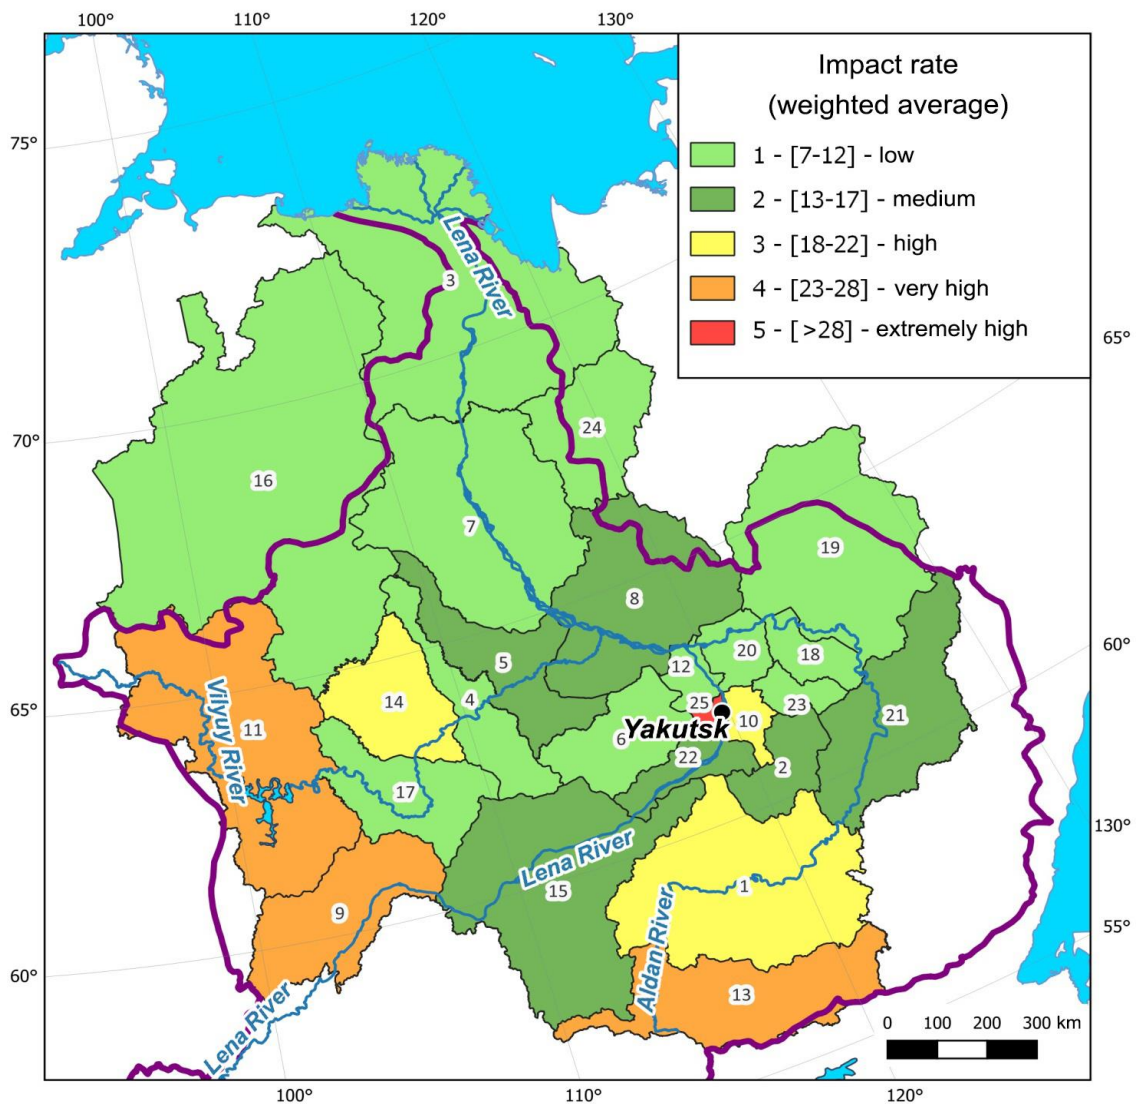 100°
110°
120°
130°
75°
70°
65°
60°
65°
60°
130°
55°
100°
110°
120°
Impact rate
(weighted average)
1 - [7-12] - low
2 - [13-17] - medium
3 - [18-22] - high
4 - [23-28] - very high
5 - [ >28] - extremely high
Lena River
3
24
16
7
19
8
20
18
12
5
4
14
25
10
23
21
11
Vilyuy River
Yakutsk
6
22
2
17
Lena River
15
1
9
Aldan River
13
Lena River
0 100 200 300 km